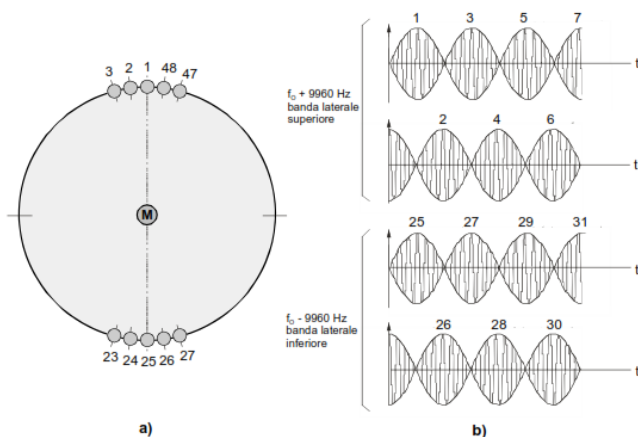 3 2 1 48 47
M
23 24 25 26 27
a)
f₀ + 9960 Hz
banda laterale
superiore
1 3 5 7
t
2 4 6
t
f₀ - 9960 Hz
banda laterale
inferiore
25 27 29 31
t
26 28 30
t
b)